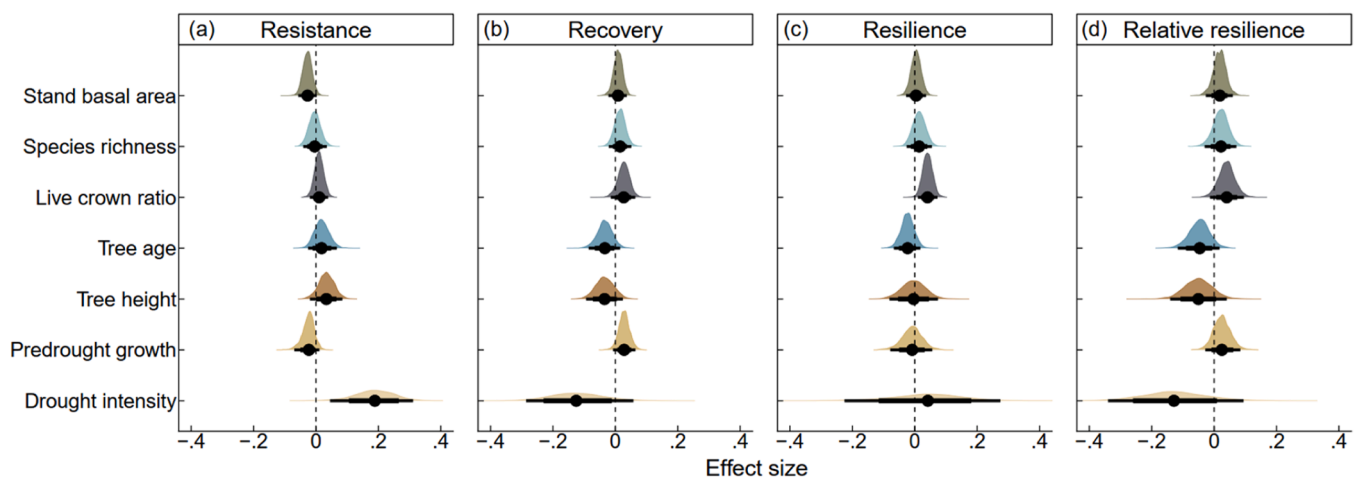 (a) Resistance (b) Recovery (c) Resilience (d) Relative resilience
Stand basal area
Species richness
Live crown ratio
Tree age
Tree height
Predrought growth
Drought intensity
-.4 -.2 0 .2 .4 -.4 -.2 0 .2 .4 -.4 -.2 0 .2 .4 -.4 -.2 0 .2 .4
Effect size